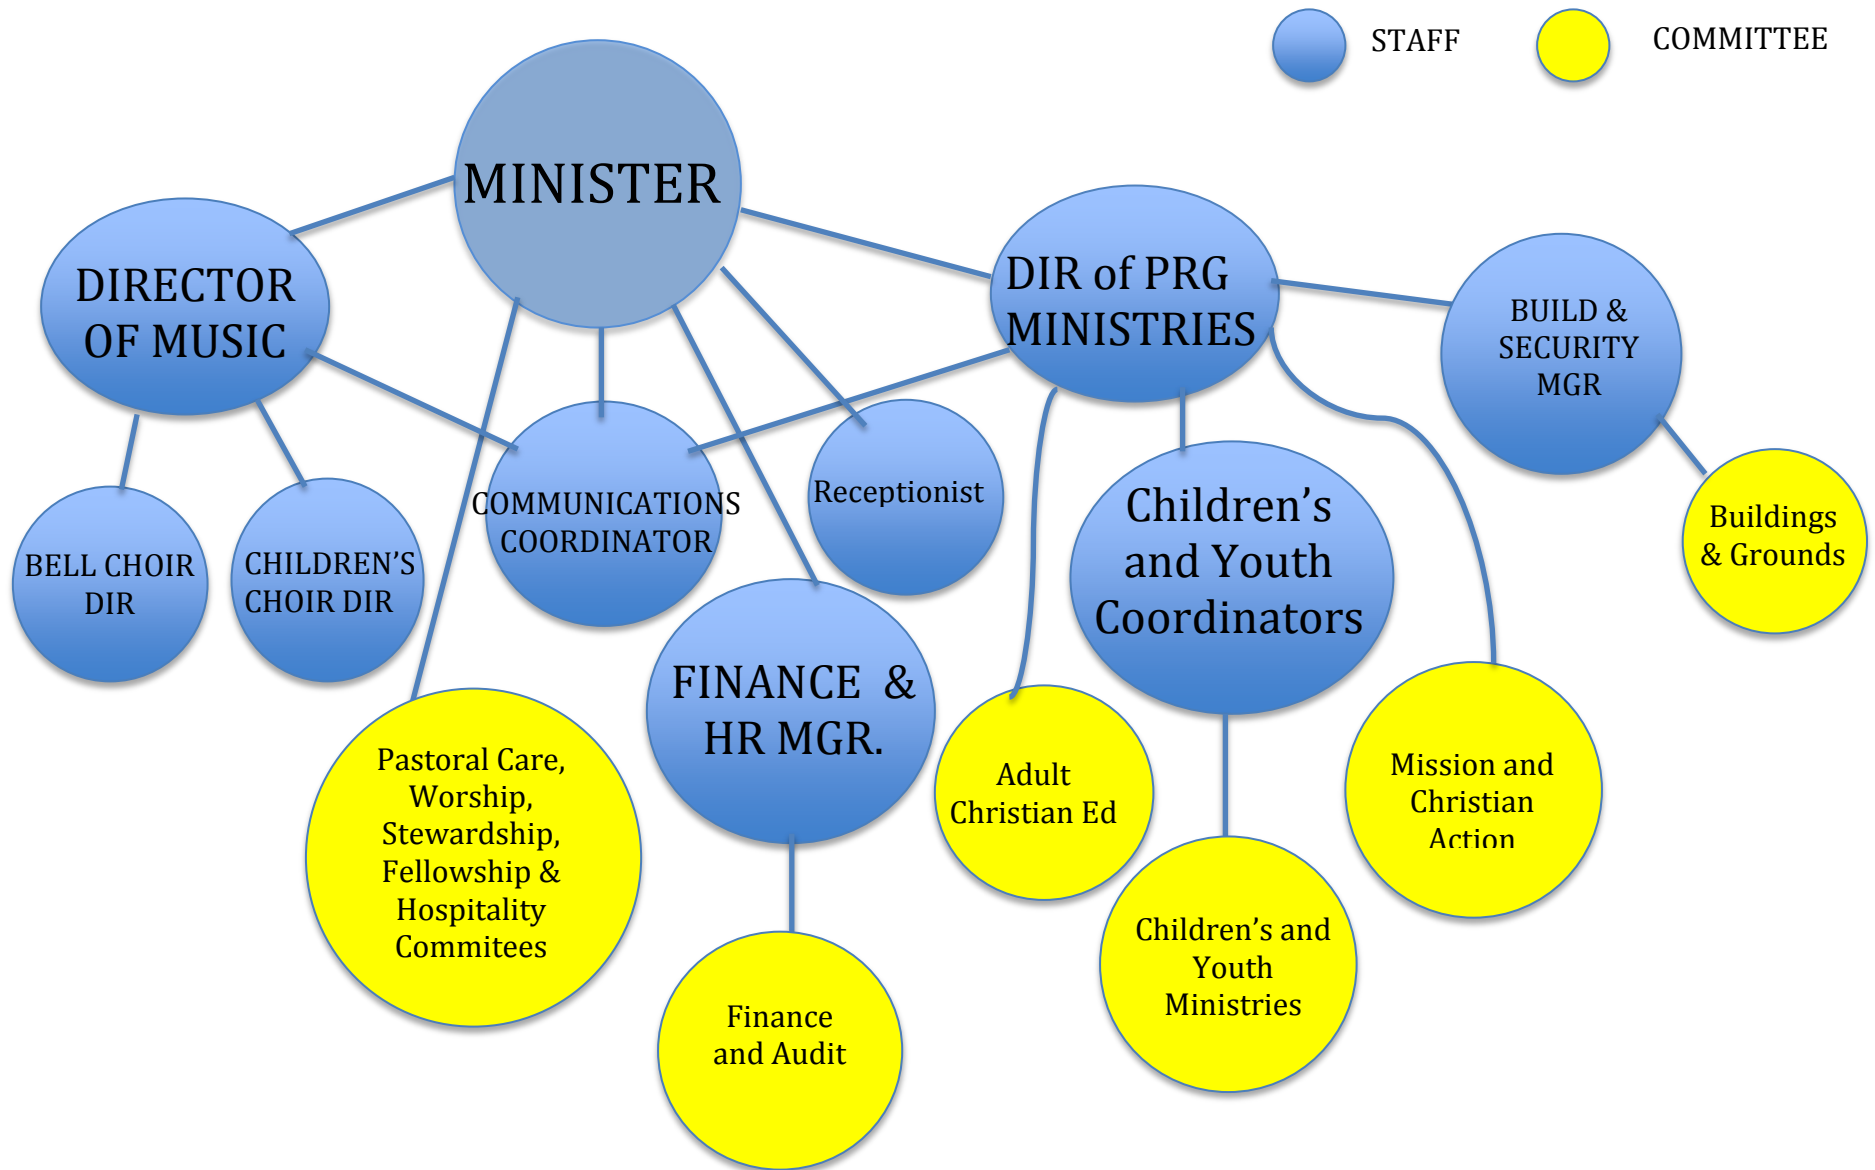 STAFF
COMMITTEE
MINISTER
DIRECTOR
OF MUSIC
DIR of PRG
MINISTRIES
BUILD &
SECURITY
MGR
BELL CHOIR
DIR
CHILDREN’S
CHOIR DIR
COMMUNICATIONS
COORDINATOR
Receptionist
Children’s
and Youth
Coordinators
Buildings
& Grounds
FINANCE  &
HR MGR.
Pastoral Care,
Worship,
Stewardship,
Fellowship &
Hospitality
Commitees
Adult
Christian Ed
Mission and
Christian
Action
Finance
and Audit
Children’s and
Youth
Ministries